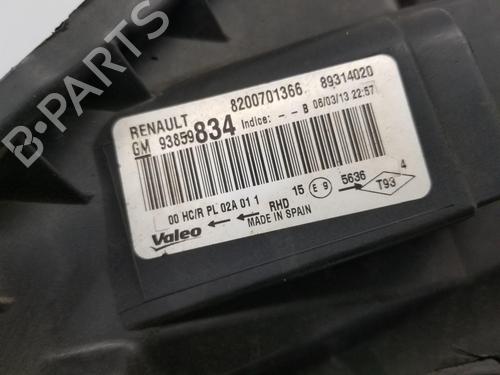 B-PARTS
RENAULT 8200701366 89314020
GM 93859834 Indice: - - B 06/03/13 22:57
00 HC/R PL 02A 01 1
Valeo RHD 15 E9 5636 T93 4
MADE IN SPAIN